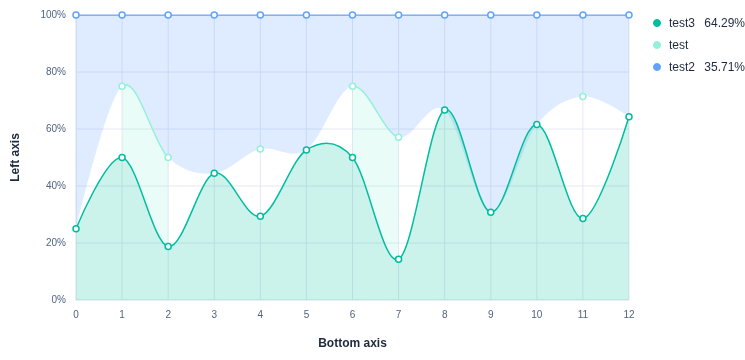 100%
80%
60%
40%
20%
0%
Left axis
0 1 2 3 4 5 6 7 8 9 10 11 12
Bottom axis
test3 64.29%
test
test2 35.71%